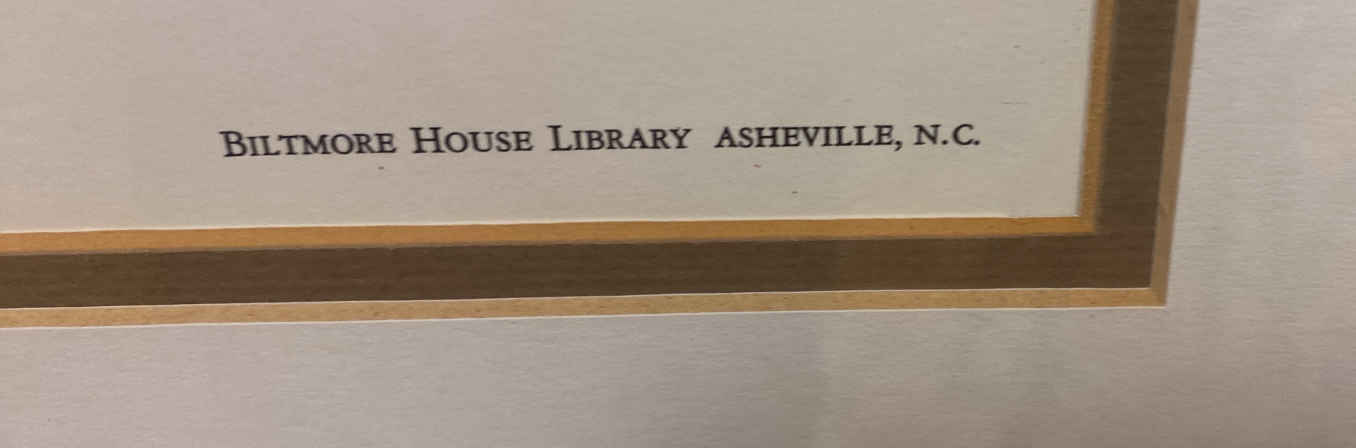 BILTMORE HOUSE LIBRARY ASHEVILLE, N.C.